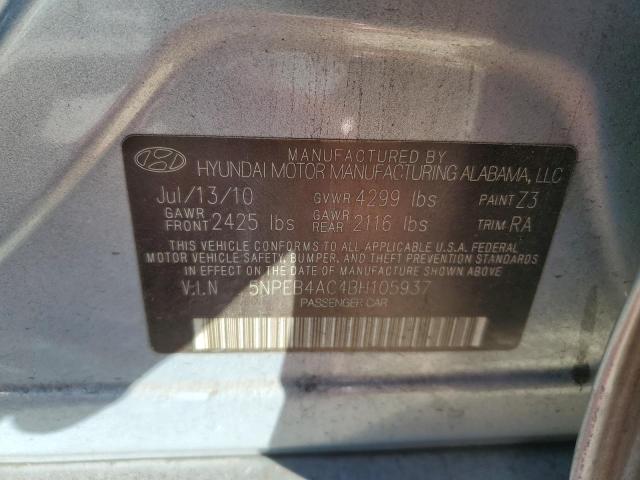 MANUFACTURED BY
HYUNDAI MOTOR MANUFACTURING ALABAMA, LLC
Jul/13/10 GVWR 4299 lbs PAINT Z3
GAWR FRONT 2425 lbs GAWR REAR 2116 lbs TRIM RA
THIS VEHICLE CONFORMS TO ALL APPLICABLE U.S.A. FEDERAL
MOTOR VEHICLE SAFETY, BUMPER, AND THEFT PREVENTION STANDARDS
IN EFFECT ON THE DATE OF MANUFACTURE SHOWN ABOVE.
V.I.N 5NPEB4AC4BH105937
PASSENGER CAR